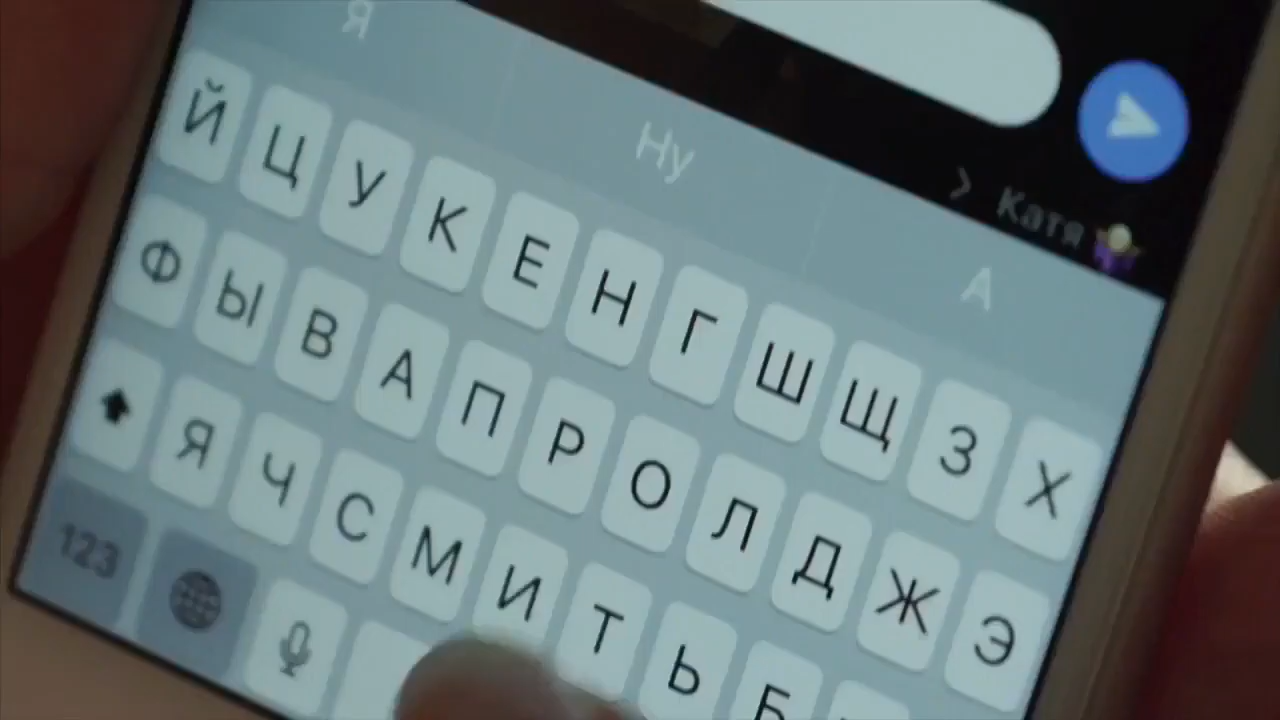 > Катя 🤷‍♀️
Я Ну А
Й Ц У К Е Н Г Ш Щ З Х
Ф Ы В А П Р О Л Д Ж Э
Я Ч С М И Т Ь Б
123